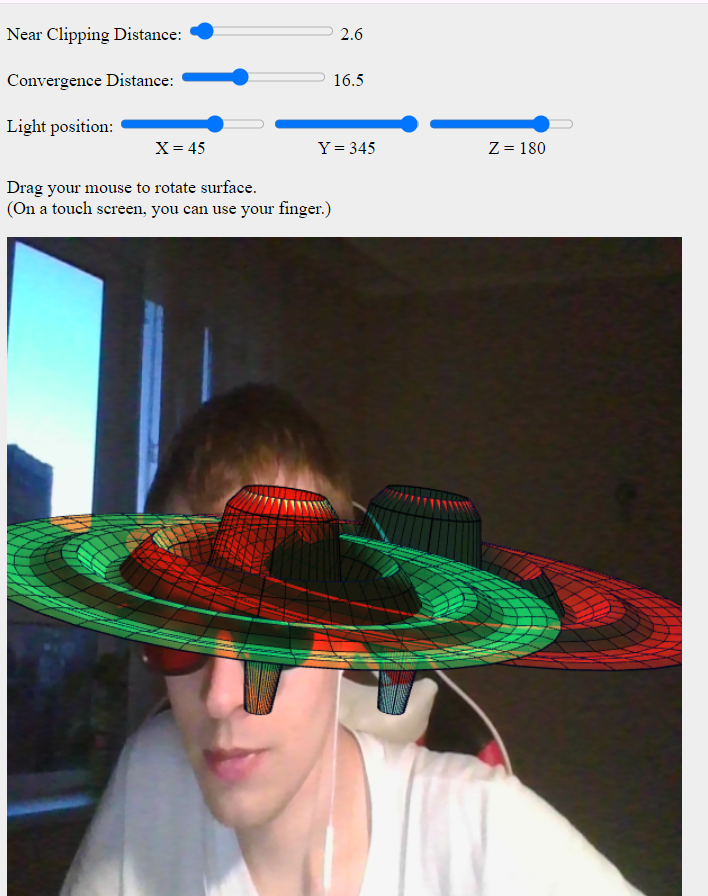 Near Clipping Distance: 2.6
Convergence Distance: 16.5
Light position:
X = 45 Y = 345 Z = 180
Drag your mouse to rotate surface.
(On a touch screen, you can use your finger.)